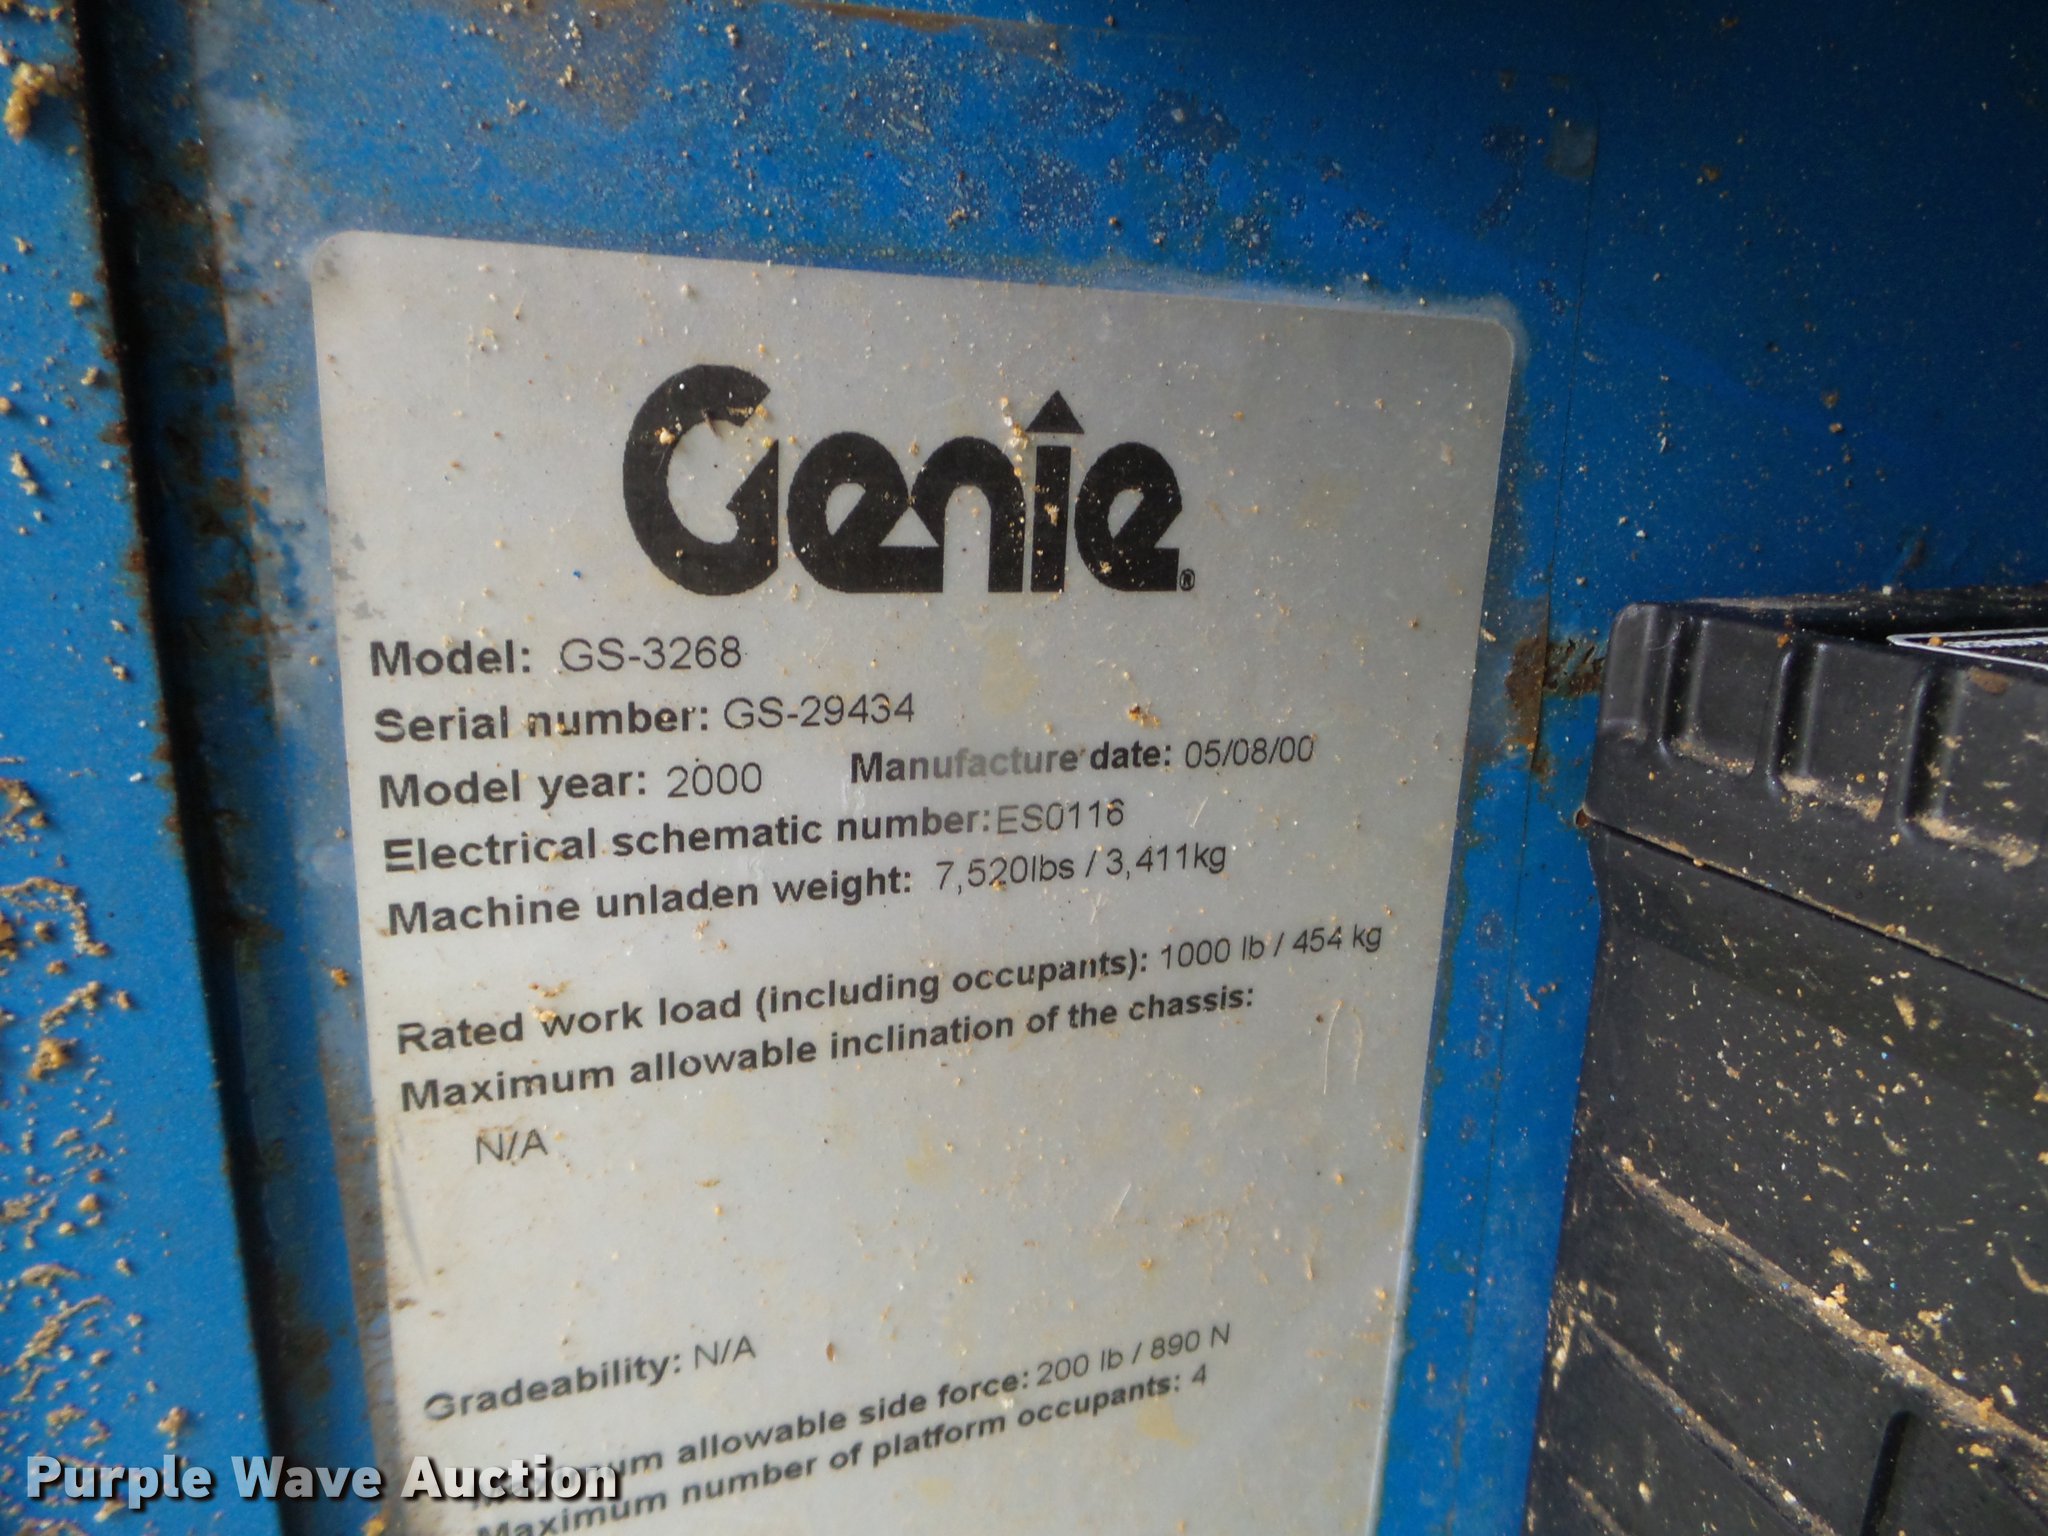 Genie®
Model: GS-3268
Serial number: GS-29434
Model year: 2000 Manufacture date: 05/08/00
Electrical schematic number: ES0116
Machine unladen weight: 7,520lbs / 3,411kg
Rated work load (including occupants): 1000 lb / 454 kg
Maximum allowable inclination of the chassis:
N/A
Gradeability: N/A
Maximum allowable side force: 200 lb / 890 N
Maximum number of platform occupants: 4
Purple Wave Auction